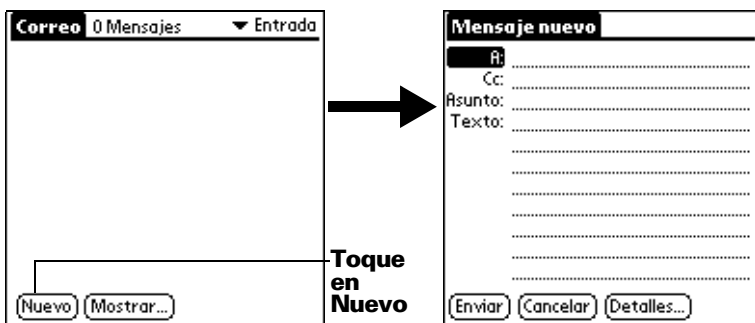 Correo 0 Mensajes Entrada
Nuevo Mostrar...
Toque
en
Nuevo
Mensaje nuevo
A:
Cc:
Asunto:
Texto:
Enviar Cancelar Detalles...